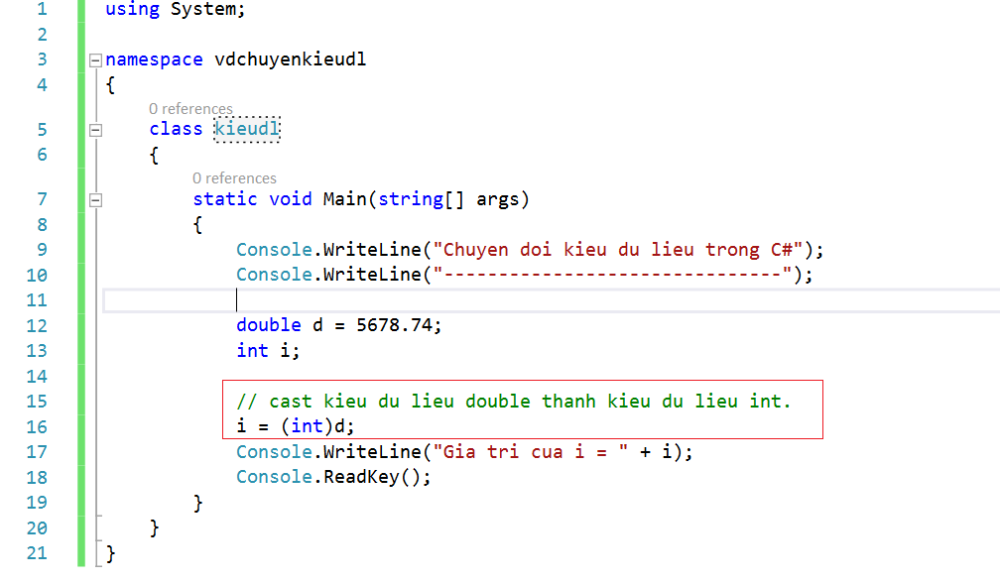 1 using System;
2
3 namespace vdchuyenkieudl
4 {
0 references
5 class kieudl
6 {
0 references
7 static void Main(string[] args)
8 {
9 Console.WriteLine("Chuyen doi kieu du lieu trong C#");
10 Console.WriteLine("-------------------------------");
11
12 double d = 5678.74;
13 int i;
14
15 // cast kieu du lieu double thanh kieu du lieu int.
16 i = (int)d;
17 Console.WriteLine("Gia tri cua i = " + i);
18 Console.ReadKey();
19 }
20 }
21 }